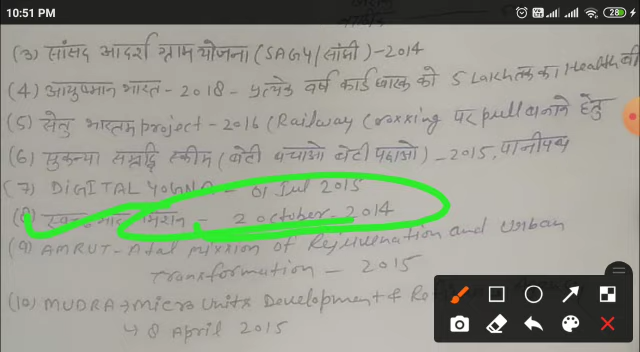 10:51 PM
28
(3) सांसद आदर्श ग्राम योजना (SAGY/सांझी) -2014
(4) आयुष्मान भारत - 2018 - प्रत्येक वर्ष कार्ड धारक को 5 Lakh तक का Health बी
(5) सेतु भारतम project - 2016 (Railway Crossing पर pull बनाने हेतु
(6) सुकन्या समृद्धि स्कीम (बेटी बचाओ बेटी पढ़ाओ) - 2015, पानीपथ
(7) DIGITAL - 01 Jul 2015
(8) स्वच्छ भारत मिशन - 2 October - 2014
(9) AMRUT - Atal mission of Rejuvenation and Urban
Transformation - 2015
(10) MUDRA → Micro Units Development &
↳ 8 April 2015